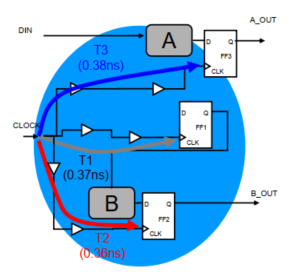 A_OUT
DIN
A
D Q
T3
(0.38ns)
FF3
CLK
D Q
CLOCK
FF1
CLK
T1
(0.37ns)
B
D Q
B_OUT
FF2
T2
CLK
(0.36ns)